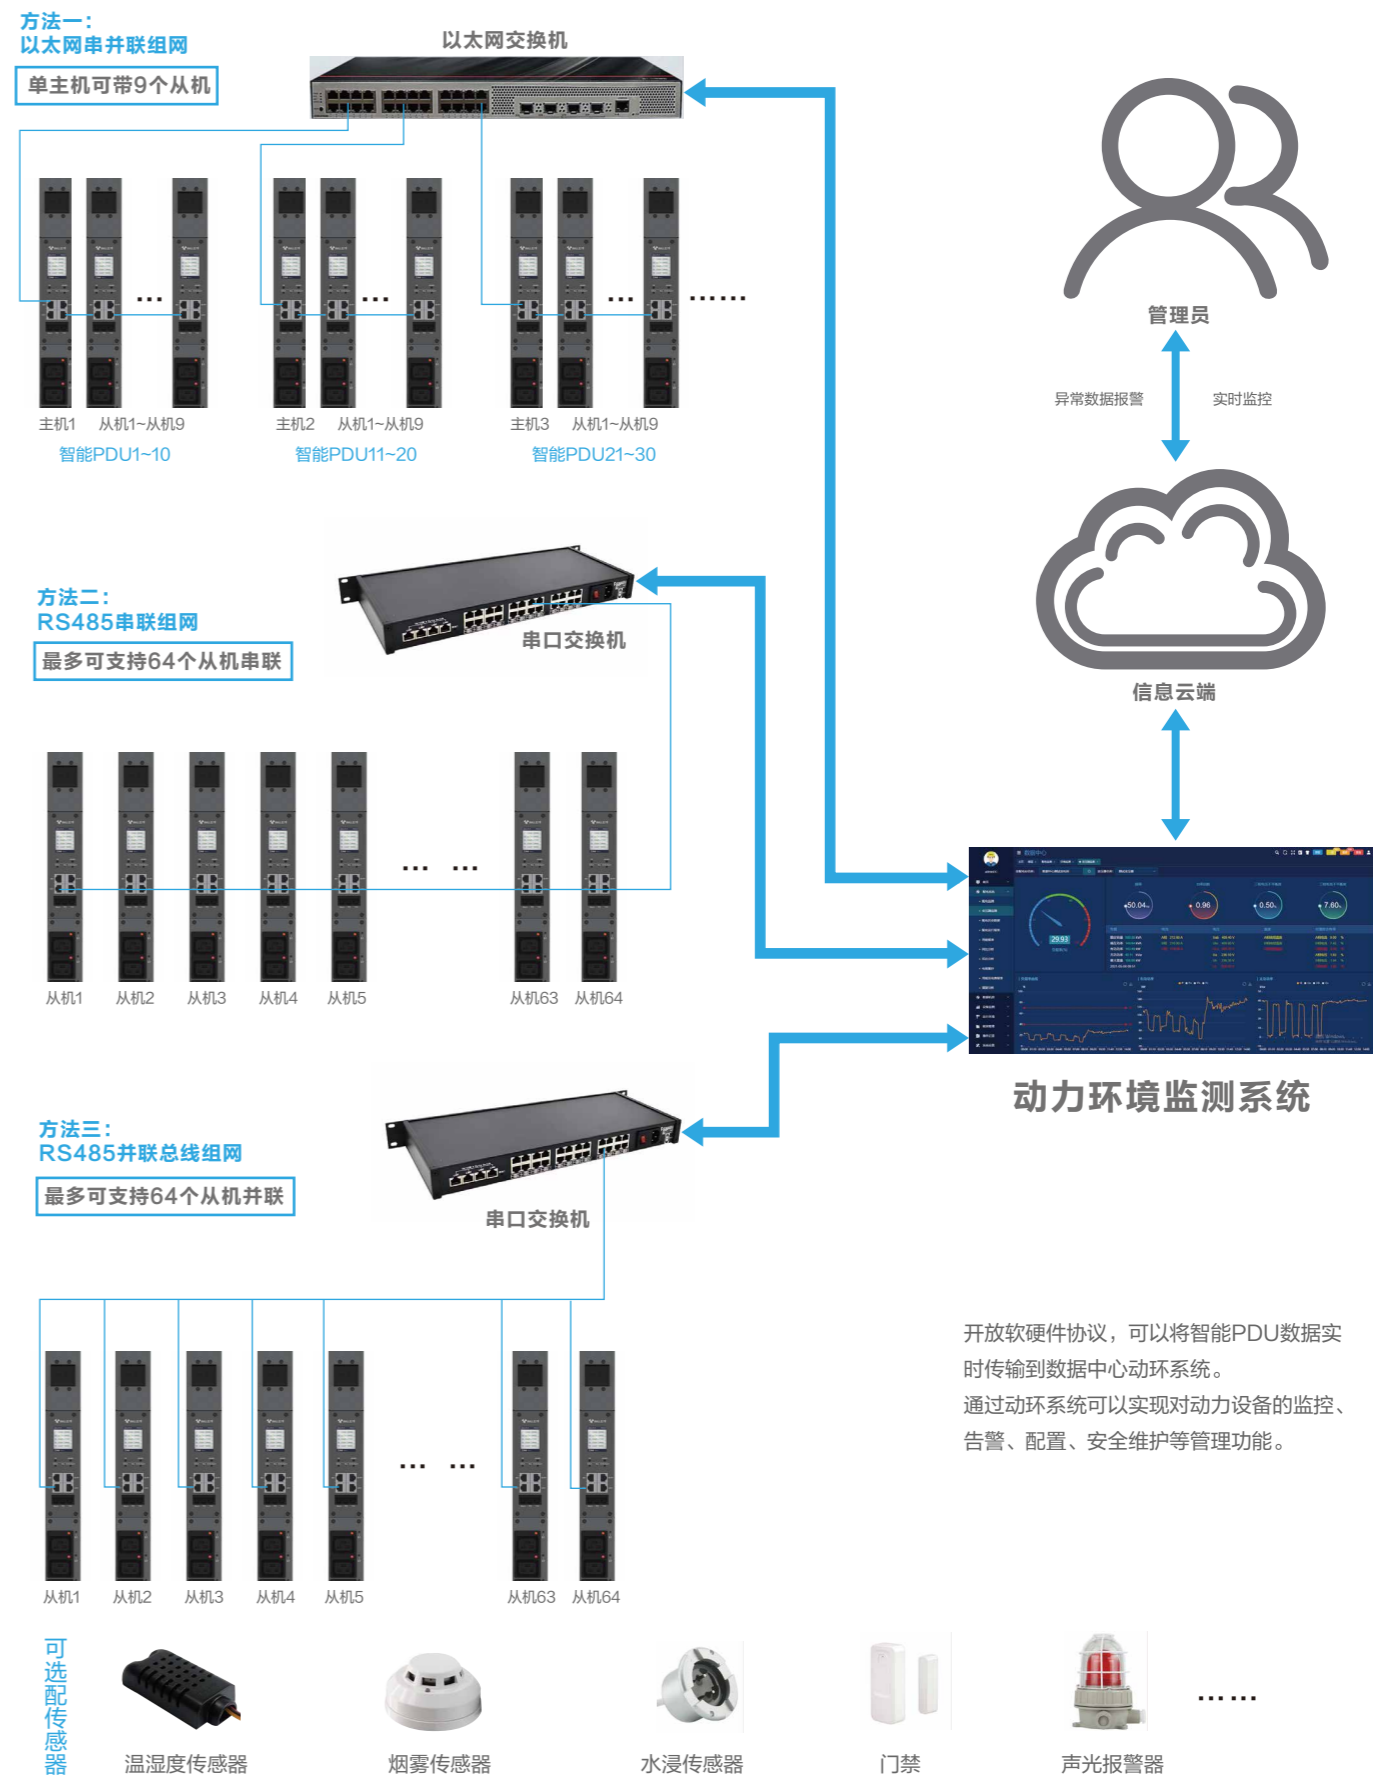 方法一：
以太网串并联组网
单主机可带9个从机
以太网交换机
主机1
从机1~从机9
主机2
从机1~从机9
主机3
从机1~从机9
智能PDU1~10
智能PDU11~20
智能PDU21~30
管理员
异常数据报警
实时监控
信息云端
方法二：
RS485串联组网
最多可支持64个从机串联
串口交换机
从机1
从机2
从机3
从机4
从机5
从机63
从机64
数据中心
50.04
0.96
0.50
7.60
29.93
动力环境监测系统
方法三：
RS485并联总线组网
最多可支持64个从机并联
串口交换机
开放软硬件协议，可以将智能PDU数据实
时传输到数据中心动环系统。
通过动环系统可以实现对动力设备的监控、
告警、配置、安全维护等管理功能。
从机1
从机2
从机3
从机4
从机5
从机63
从机64
可选配传感器
温湿度传感器
烟雾传感器
水浸传感器
门禁
声光报警器
……